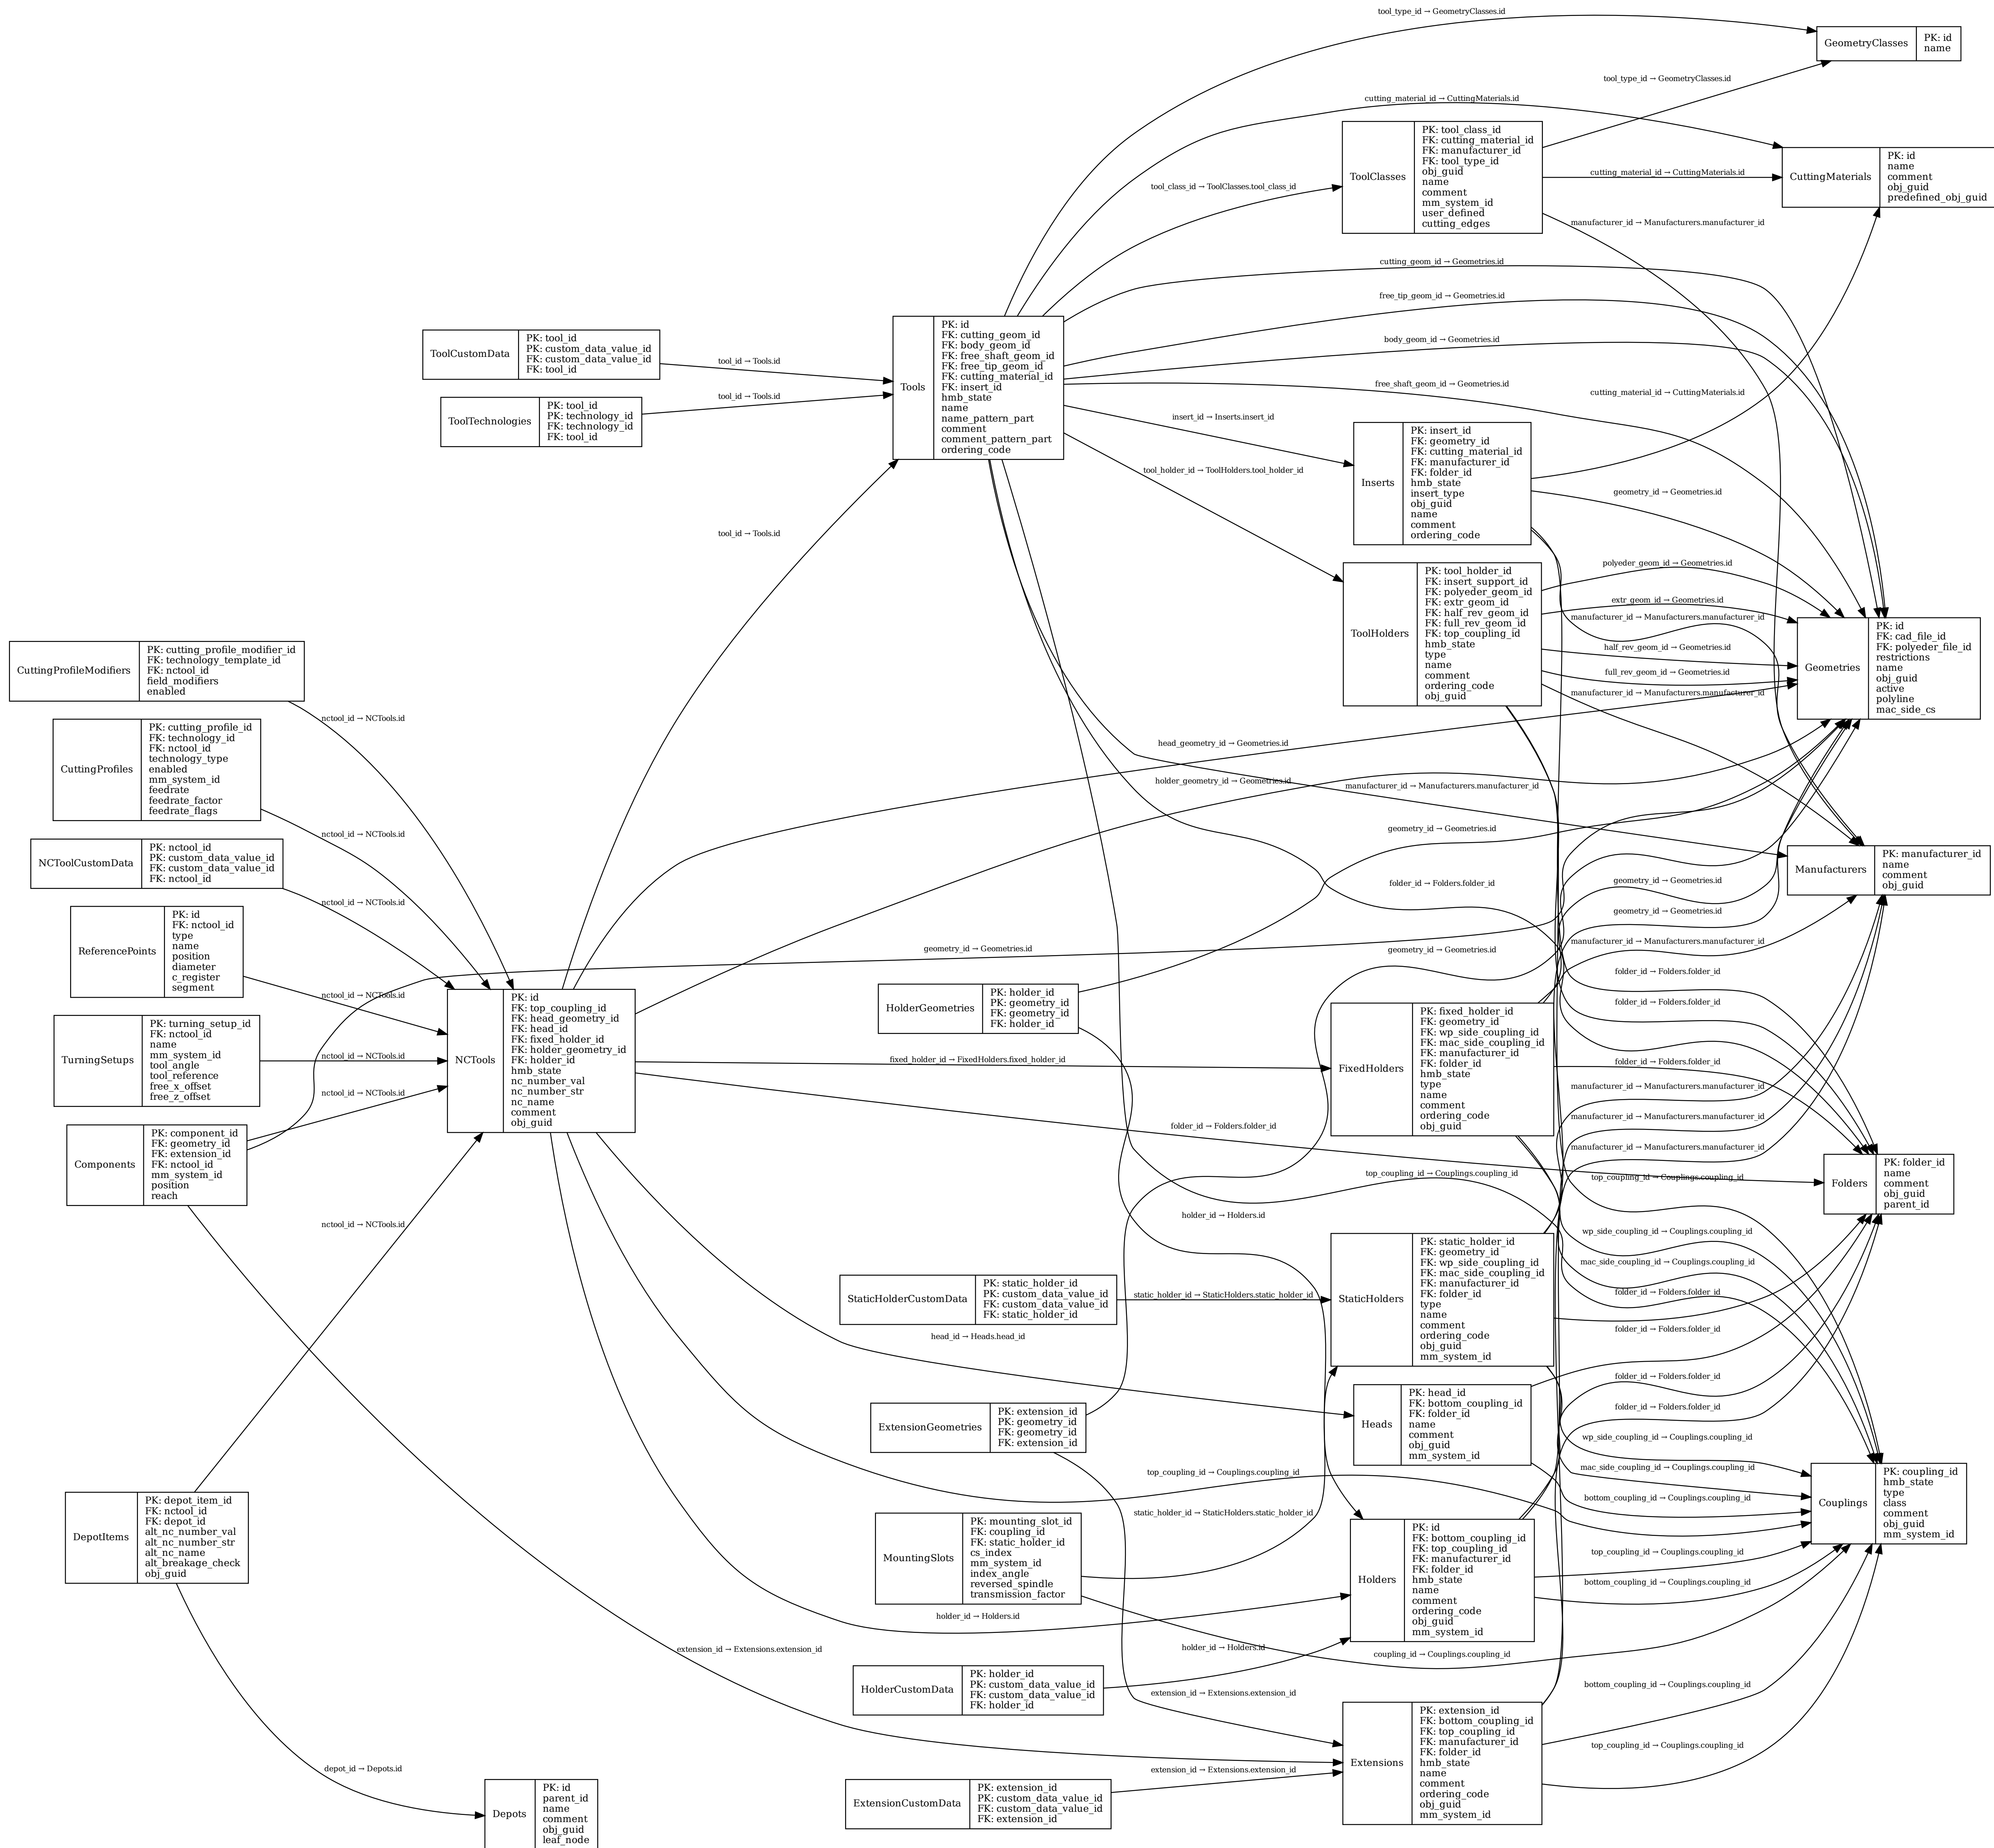 tool_type_id → GeometryClasses.id
GeometryClasses
PK: id
name
tool_type_id → GeometryClasses.id
cutting_material_id → CuttingMaterials.id
ToolClasses
PK: tool_class_id
FK: cutting_material_id
FK: manufacturer_id
FK: tool_type_id
obj_guid
name
comment
mm_system_id
user_defined
cutting_edges
CuttingMaterials
PK: id
name
comment
obj_guid
predefined_obj_guid
cutting_material_id → CuttingMaterials.id
tool_class_id → ToolClasses.tool_class_id
manufacturer_id → Manufacturers.manufacturer_id
cutting_geom_id → Geometries.id
free_tip_geom_id → Geometries.id
body_geom_id → Geometries.id
free_shaft_geom_id → Geometries.id
cutting_material_id → CuttingMaterials.id
insert_id → Inserts.insert_id
tool_holder_id → ToolHolders.tool_holder_id
ToolCustomData
PK: tool_id
PK: custom_data_value_id
FK: custom_data_value_id
FK: tool_id
tool_id → Tools.id
ToolTechnologies
PK: tool_id
PK: technology_id
FK: technology_id
FK: tool_id
tool_id → Tools.id
Tools
PK: id
FK: cutting_geom_id
FK: body_geom_id
FK: free_shaft_geom_id
FK: free_tip_geom_id
FK: cutting_material_id
FK: insert_id
hmb_state
name
name_pattern_part
comment
comment_pattern_part
ordering_code
Inserts
PK: insert_id
FK: geometry_id
FK: cutting_material_id
FK: manufacturer_id
FK: folder_id
hmb_state
insert_type
obj_guid
name
comment
ordering_code
geometry_id → Geometries.id
tool_id → Tools.id
ToolHolders
PK: tool_holder_id
FK: insert_support_id
FK: polyeder_geom_id
FK: extr_geom_id
FK: half_rev_geom_id
FK: full_rev_geom_id
FK: top_coupling_id
hmb_state
type
name
comment
ordering_code
obj_guid
polyeder_geom_id → Geometries.id
extr_geom_id → Geometries.id
manufacturer_id → Manufacturers.manufacturer_id
half_rev_geom_id → Geometries.id
full_rev_geom_id → Geometries.id
manufacturer_id → Manufacturers.manufacturer_id
Geometries
PK: id
FK: cad_file_id
FK: polyeder_file_id
restrictions
name
obj_guid
active
polyline
mac_side_cs
CuttingProfileModifiers
PK: cutting_profile_modifier_id
FK: technology_template_id
FK: nctool_id
field_modifiers
enabled
nctool_id → NCTools.id
CuttingProfiles
PK: cutting_profile_id
FK: technology_id
FK: nctool_id
technology_type
enabled
mm_system_id
feedrate
feedrate_factor
feedrate_flags
nctool_id → NCTools.id
NCToolCustomData
PK: nctool_id
PK: custom_data_value_id
FK: custom_data_value_id
FK: nctool_id
nctool_id → NCTools.id
ReferencePoints
PK: id
FK: nctool_id
type
name
position
diameter
c_register
segment
nctool_id → NCTools.id
TurningSetups
PK: turning_setup_id
FK: nctool_id
name
mm_system_id
tool_angle
tool_reference
free_x_offset
free_z_offset
nctool_id → NCTools.id
Components
PK: component_id
FK: geometry_id
FK: extension_id
FK: nctool_id
mm_system_id
position
reach
nctool_id → NCTools.id
NCTools
PK: id
FK: top_coupling_id
FK: head_geometry_id
FK: head_id
FK: fixed_holder_id
FK: holder_geometry_id
FK: holder_id
hmb_state
nc_number_val
nc_number_str
nc_name
comment
obj_guid
head_geometry_id → Geometries.id
holder_geometry_id → Geometries.id
manufacturer_id → Manufacturers.manufacturer_id
geometry_id → Geometries.id
folder_id → Folders.folder_id
geometry_id → Geometries.id
geometry_id → Geometries.id
geometry_id → Geometries.id
geometry_id → Geometries.id
manufacturer_id → Manufacturers.manufacturer_id
Manufacturers
PK: manufacturer_id
name
comment
obj_guid
HolderGeometries
PK: holder_id
PK: geometry_id
FK: geometry_id
FK: holder_id
FixedHolders
PK: fixed_holder_id
FK: geometry_id
FK: wp_side_coupling_id
FK: mac_side_coupling_id
FK: manufacturer_id
FK: folder_id
hmb_state
type
name
comment
ordering_code
obj_guid
fixed_holder_id → FixedHolders.fixed_holder_id
folder_id → Folders.folder_id
folder_id → Folders.folder_id
folder_id → Folders.folder_id
manufacturer_id → Manufacturers.manufacturer_id
manufacturer_id → Manufacturers.manufacturer_id
manufacturer_id → Manufacturers.manufacturer_id
folder_id → Folders.folder_id
top_coupling_id → Couplings.coupling_id
top_coupling_id → Couplings.coupling_id
Folders
PK: folder_id
name
comment
obj_guid
parent_id
nctool_id → NCTools.id
holder_id → Holders.id
wp_side_coupling_id → Couplings.coupling_id
mac_side_coupling_id → Couplings.coupling_id
folder_id → Folders.folder_id
StaticHolderCustomData
PK: static_holder_id
PK: custom_data_value_id
FK: custom_data_value_id
FK: static_holder_id
static_holder_id → StaticHolders.static_holder_id
StaticHolders
PK: static_holder_id
FK: geometry_id
FK: wp_side_coupling_id
FK: mac_side_coupling_id
FK: manufacturer_id
FK: folder_id
type
name
comment
ordering_code
obj_guid
mm_system_id
head_id → Heads.head_id
folder_id → Folders.folder_id
folder_id → Folders.folder_id
folder_id → Folders.folder_id
Heads
PK: head_id
FK: bottom_coupling_id
FK: folder_id
name
comment
obj_guid
mm_system_id
ExtensionGeometries
PK: extension_id
PK: geometry_id
FK: geometry_id
FK: extension_id
wp_side_coupling_id → Couplings.coupling_id
mac_side_coupling_id → Couplings.coupling_id
top_coupling_id → Couplings.coupling_id
bottom_coupling_id → Couplings.coupling_id
Couplings
PK: coupling_id
hmb_state
type
class
comment
obj_guid
mm_system_id
DepotItems
PK: depot_item_id
FK: nctool_id
FK: depot_id
alt_nc_number_val
alt_nc_number_str
alt_nc_name
alt_breakage_check
obj_guid
MountingSlots
PK: mounting_slot_id
FK: coupling_id
FK: static_holder_id
cs_index
mm_system_id
index_angle
reversed_spindle
transmission_factor
static_holder_id → StaticHolders.static_holder_id
Holders
PK: id
FK: bottom_coupling_id
FK: top_coupling_id
FK: manufacturer_id
FK: folder_id
hmb_state
name
comment
ordering_code
obj_guid
mm_system_id
top_coupling_id → Couplings.coupling_id
bottom_coupling_id → Couplings.coupling_id
holder_id → Holders.id
extension_id → Extensions.extension_id
holder_id → Holders.id
coupling_id → Couplings.coupling_id
HolderCustomData
PK: holder_id
PK: custom_data_value_id
FK: custom_data_value_id
FK: holder_id
extension_id → Extensions.extension_id
bottom_coupling_id → Couplings.coupling_id
Extensions
PK: extension_id
FK: bottom_coupling_id
FK: top_coupling_id
FK: manufacturer_id
FK: folder_id
hmb_state
name
comment
ordering_code
obj_guid
mm_system_id
top_coupling_id → Couplings.coupling_id
depot_id → Depots.id
Depots
PK: id
parent_id
name
comment
obj_guid
leaf_node
ExtensionCustomData
PK: extension_id
PK: custom_data_value_id
FK: custom_data_value_id
FK: extension_id
extension_id → Extensions.extension_id